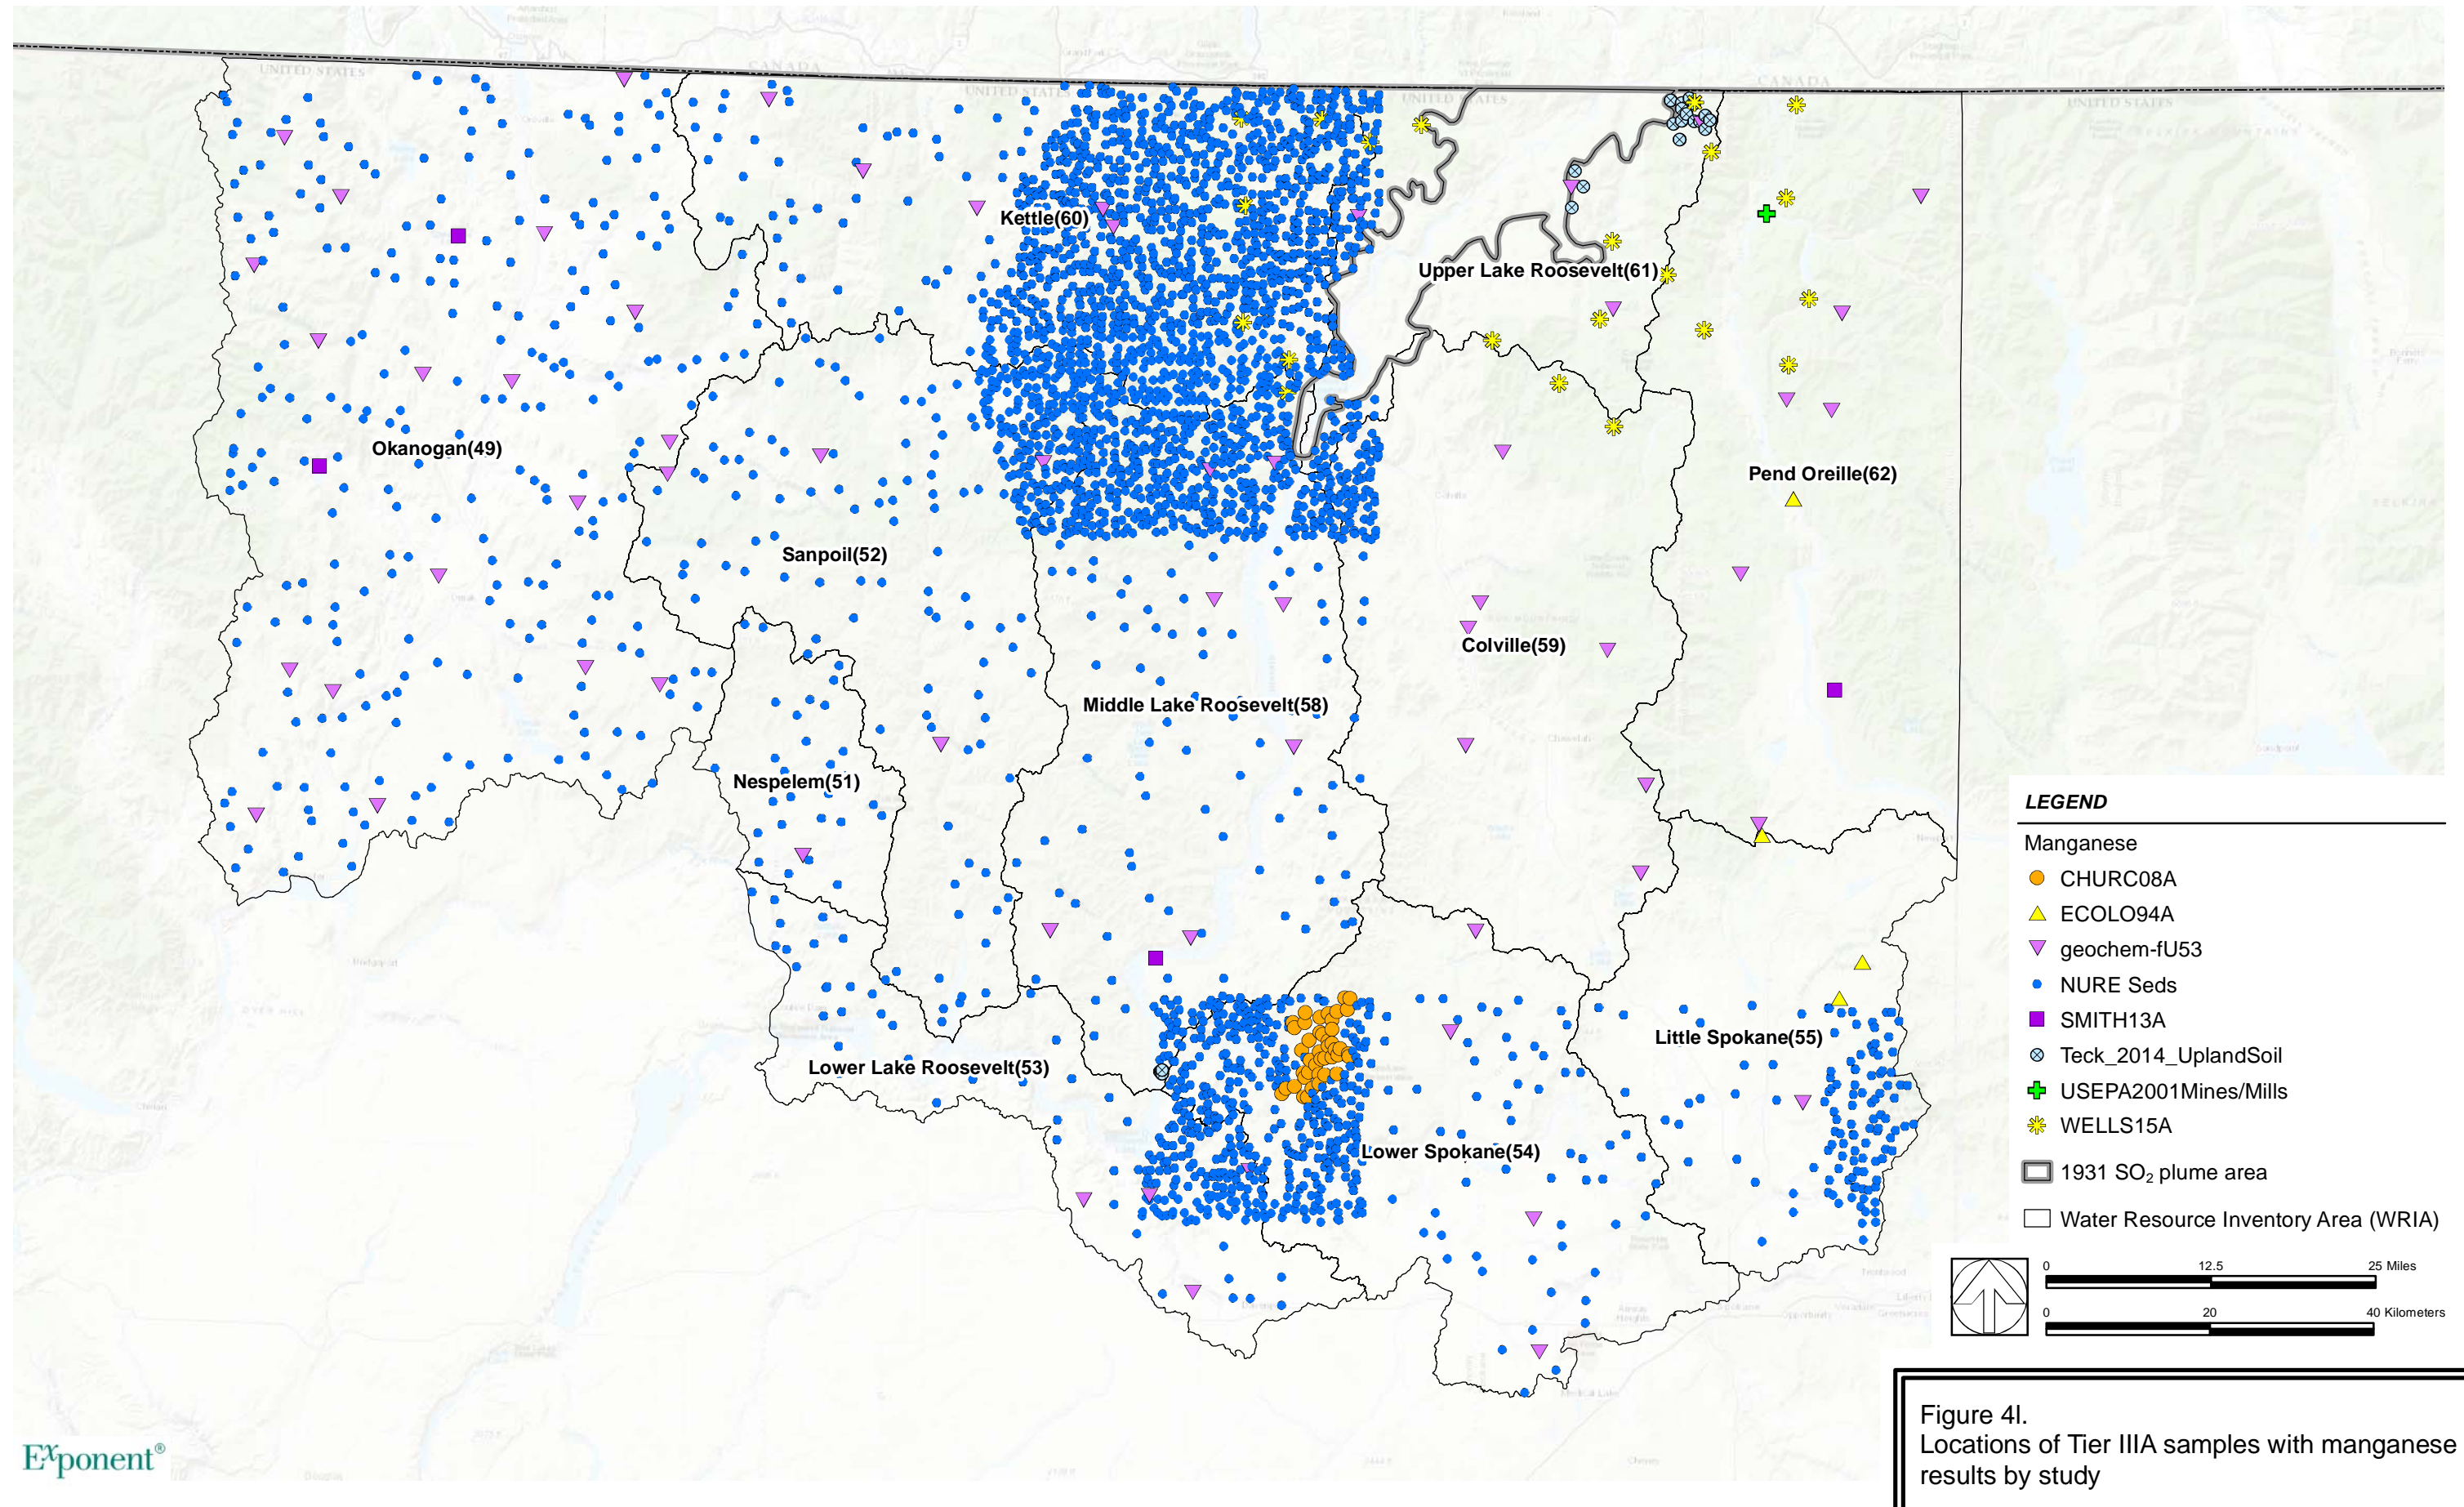 UNITED STATES
CANADA
UNITED STATES
UNITED STATES
CANADA
UNITED STATES
Kettle(60)
Upper Lake Roosevelt(61)
Okanogan(49)
Pend Oreille(62)
Sanpoil(52)
Colville(59)
Middle Lake Roosevelt(58)
Nespelem(51)
Little Spokane(55)
Lower Lake Roosevelt(53)
Lower Spokane(54)
LEGEND
Manganese
CHURC08A
ECOLO94A
geochem-fU53
NURE Seds
SMITH13A
Teck_2014_UplandSoil
USEPA2001Mines/Mills
WELLS15A
1931 SO₂ plume area
Water Resource Inventory Area (WRIA)
0 12.5 25 Miles
0 20 40 Kilometers
Exponent®
Figure 4I.
Locations of Tier IIIA samples with manganese
results by study